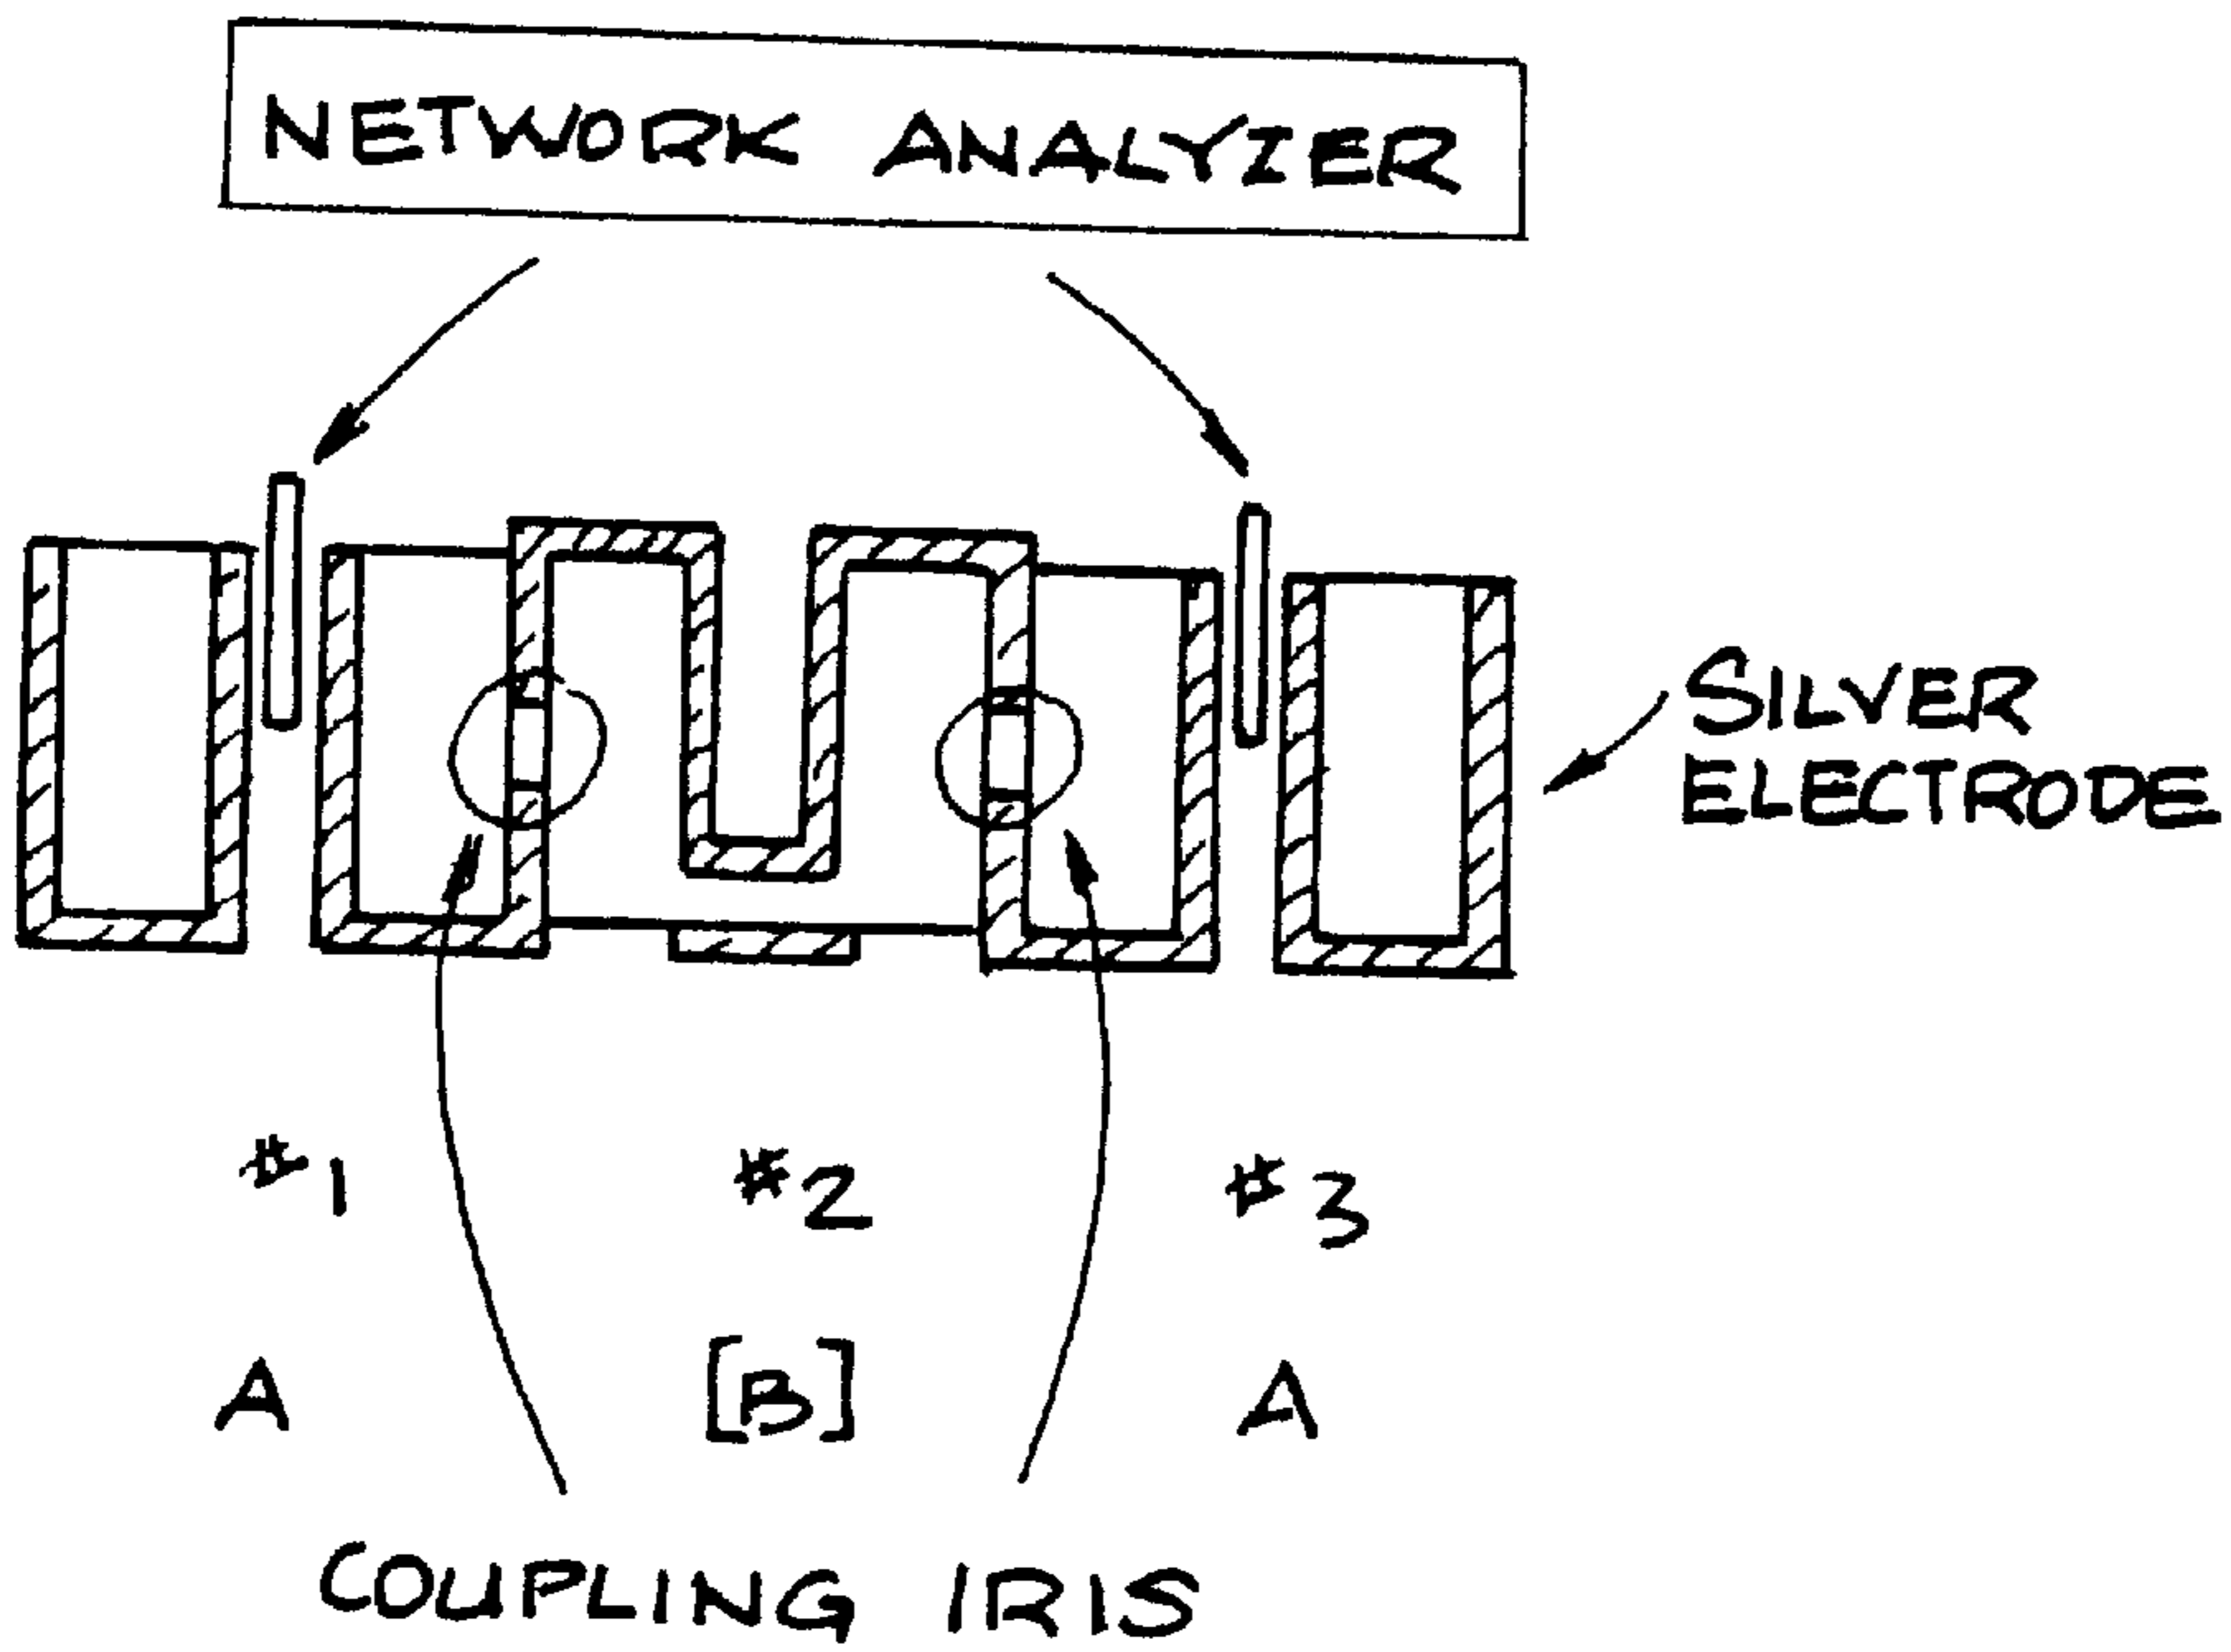 NETWORK ANALYZER
SILVER
ELECTRODE
#1 #2 #3
A [B] A
COUPLING IRIS